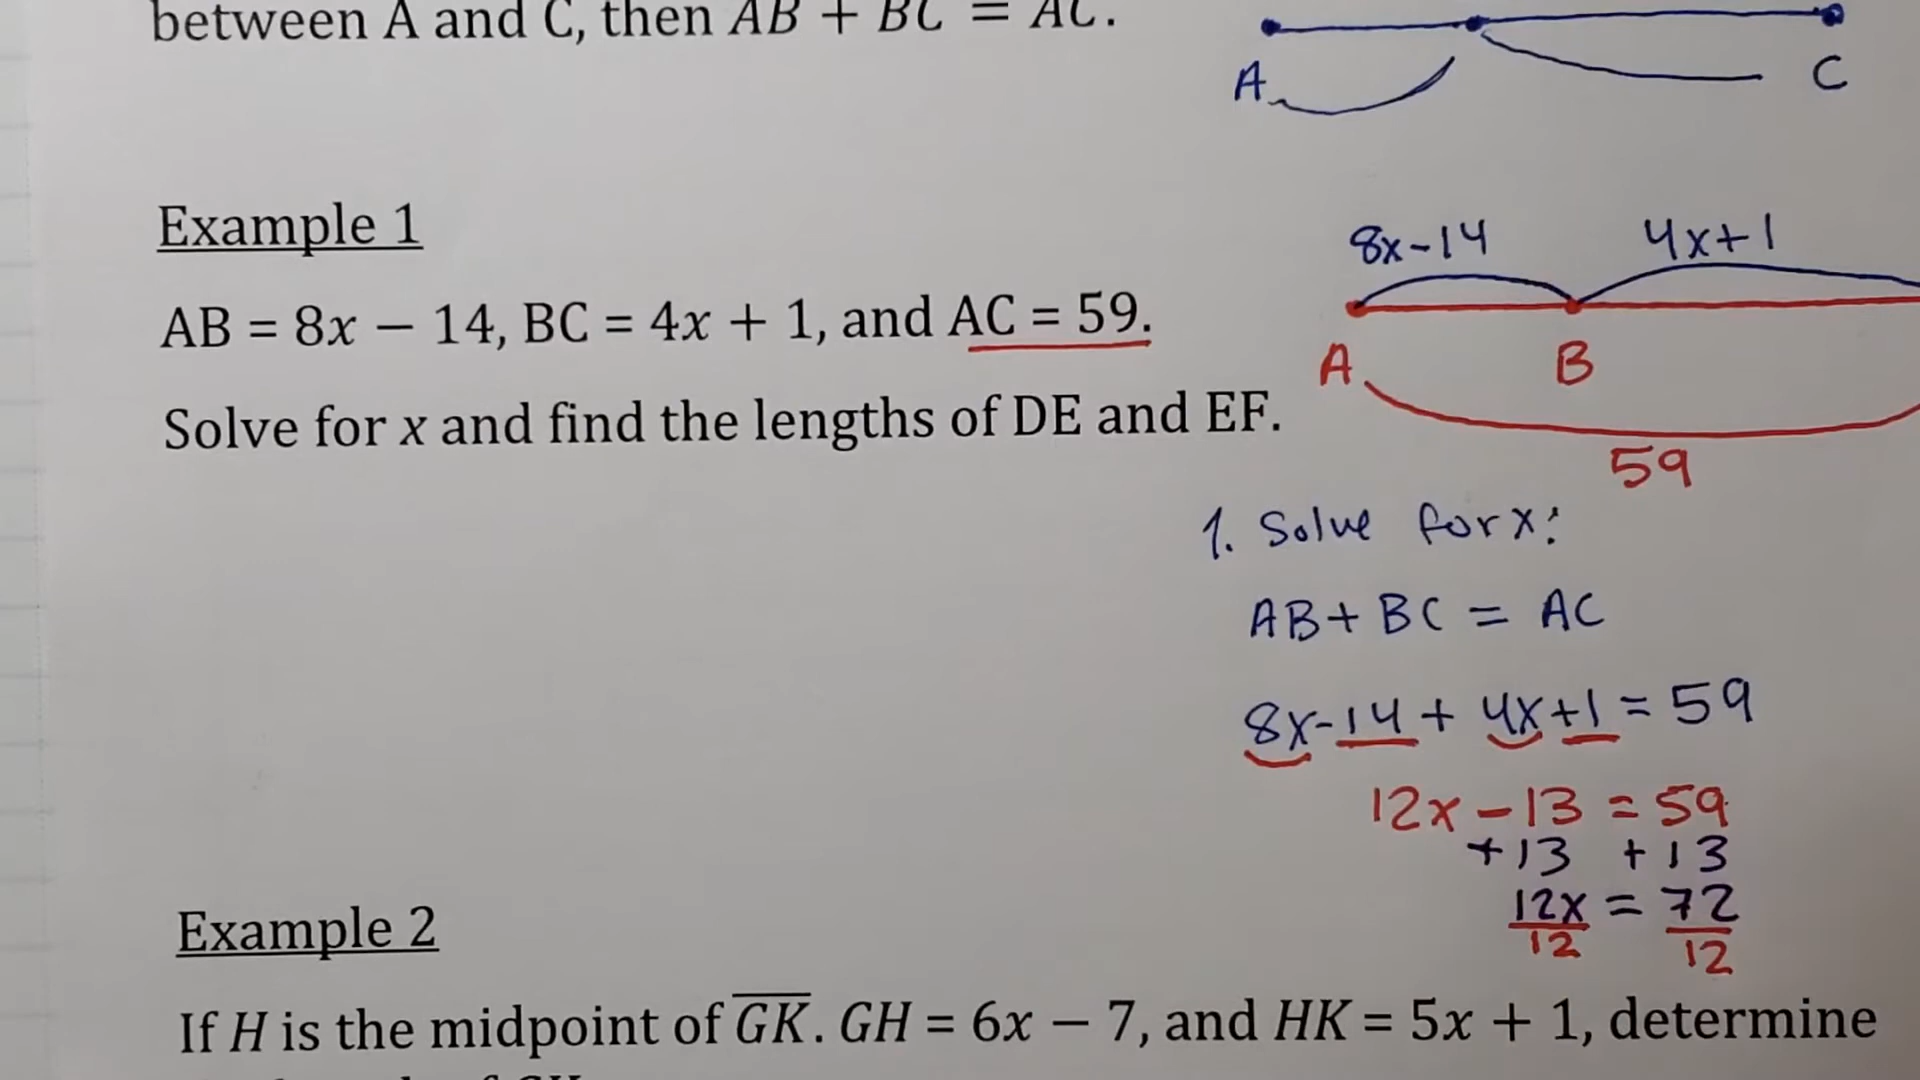 between A and C, then AB + BC = AC.
A C
Example 1
8x-14 4x+1
AB = 8x − 14, BC = 4x + 1, and AC = 59.
A B
Solve for x and find the lengths of DE and EF.
59
1. Solve for x:
AB + BC = AC
8x-14 + 4x+1 = 59
12x - 13 = 59
+13 +13
12x = 72
12 12
Example 2
If H is the midpoint of GK. GH = 6x − 7, and HK = 5x + 1, determine